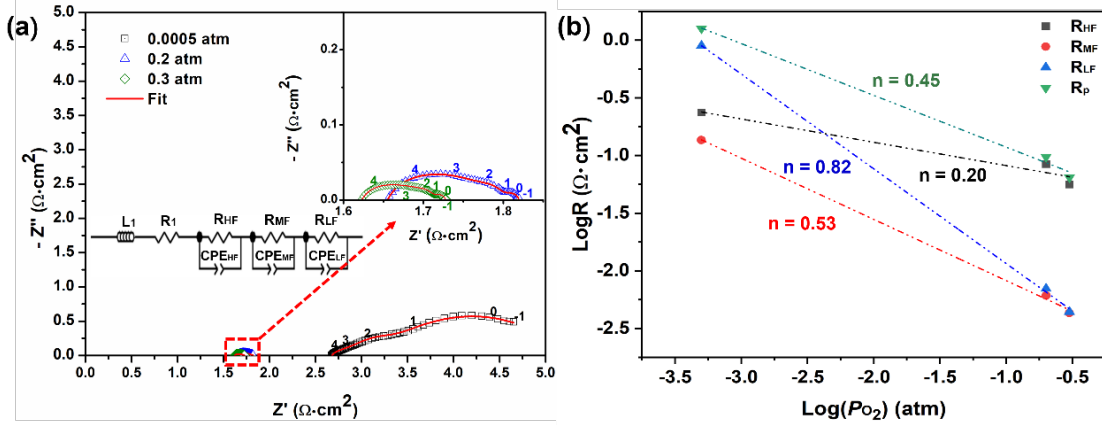 (a)
5.0
4.5
4.0
3.5
3.0
2.5
2.0
1.5
1.0
0.5
0.0
- Z'' (Ω·cm²)
0.0 0.5 1.0 1.5 2.0 2.5 3.0 3.5 4.0 4.5 5.0
Z' (Ω·cm²)
0.0005 atm
0.2 atm
0.3 atm
Fit
0.2
0.1
0.0
- Z'' (Ω·cm²)
4 3 2 1 0 -1
4 3 2 1 0 -1
1.6 1.7 1.8 1.9
Z' (Ω·cm²)
L1 R1 RHF RMF RLF
CPEHF CPEMF CPELF
4 3 2 1 0 -1
(b)
0.0
-0.5
-1.0
-1.5
-2.0
-2.5
LogR (Ω· cm²)
RHF
RMF
RLF
Rp
n = 0.45
n = 0.82
n = 0.20
n = 0.53
-3.5 -3.0 -2.5 -2.0 -1.5 -1.0 -0.5
Log(PO2) (atm)